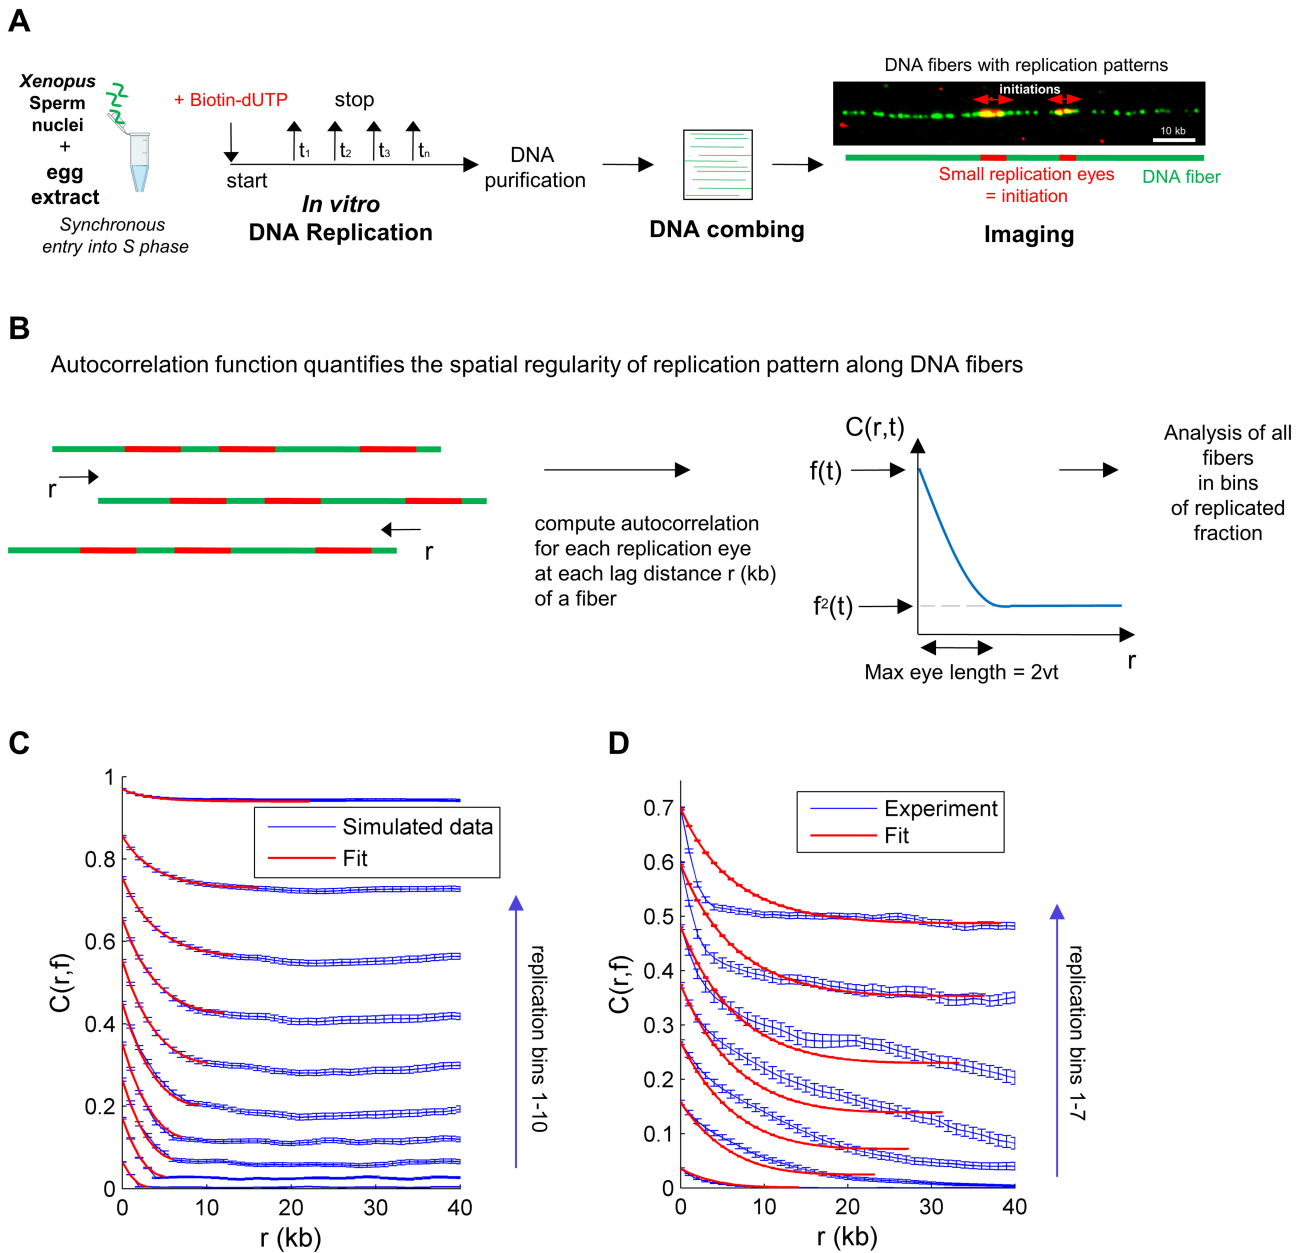 A
Xenopus
Sperm
nuclei
+
egg
extract
Synchronous
entry into S phase
+ Biotin-dUTP
stop
t1
t2
t3
tn
start
In vitro
DNA Replication
DNA
purification
DNA combing
DNA fibers with replication patterns
initiations
10 kb
Small replication eyes
= initiation
DNA fiber
Imaging
B
Autocorrelation function quantifies the spatial regularity of replication pattern along DNA fibers
r
r
compute autocorrelation
for each replication eye
at each lag distance r (kb)
of a fiber
C(r,t)
f(t)
f²(t)
r
Max eye length = 2vt
Analysis of all
fibers
in bins
of replicated
fraction
C
1
0.8
0.6
0.4
0.2
0
C(r,f)
Simulated data
Fit
replication bins 1-10
0 10 20 30 40
r (kb)
D
0.7
0.6
0.5
0.4
0.3
0.2
0.1
0
C(r,f)
Experiment
Fit
replication bins 1-7
0 10 20 30 40
r (kb)